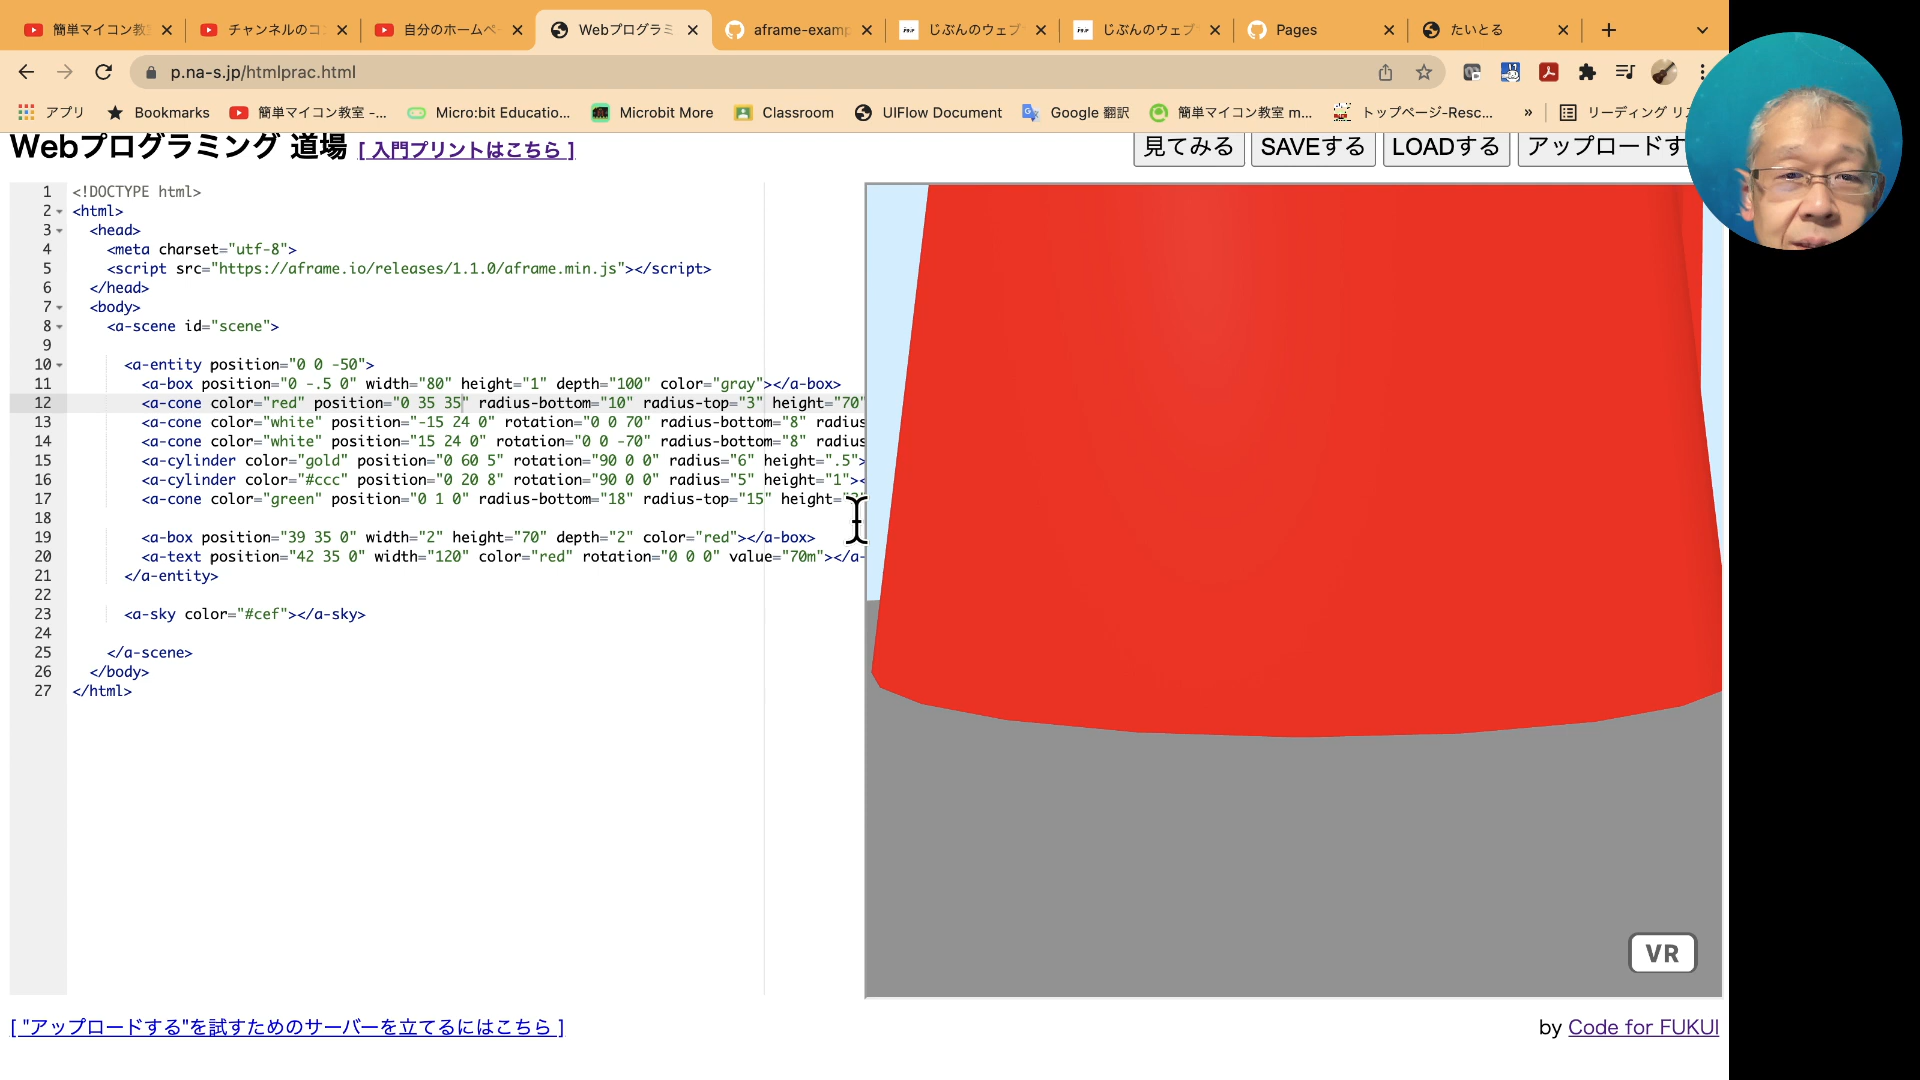 簡単マイコン教
チャンネルのコ
自分のホームペー
Webプログラミ
aframe-examp
じぶんのウェブ
じぶんのウェブ
Pages
たいとる
p.na-s.jp/htmlprac.html
アプリ
Bookmarks
簡単マイコン教室 -...
Micro:bit Educatio...
Microbit More
Classroom
UIFlow Document
Google 翻訳
簡単マイコン教室 m...
トップページ-Resc...
»
リーディング リ
Webプログラミング 道場 [ 入門プリントはこちら ]
見てみる
SAVEする
LOADする
アップロードす
1 <!DOCTYPE html>
2 <html>
3 <head>
4 <meta charset="utf-8">
5 <script src="https://aframe.io/releases/1.1.0/aframe.min.js"></script>
6 </head>
7 <body>
8 <a-scene id="scene">
9
10 <a-entity position="0 0 -50">
11 <a-box position="0 -.5 0" width="80" height="1" depth="100" color="gray"></a-box>
12 <a-cone color="red" position="0 35 35" radius-bottom="10" radius-top="3" height="70"
13 <a-cone color="white" position="-15 24 0" rotation="0 0 70" radius-bottom="8" radius
14 <a-cone color="white" position="15 24 0" rotation="0 0 -70" radius-bottom="8" radius
15 <a-cylinder color="gold" position="0 60 5" rotation="90 0 0" radius="6" height=".5">
16 <a-cylinder color="#ccc" position="0 20 8" rotation="90 0 0" radius="5" height="1"><
17 <a-cone color="green" position="0 1 0" radius-bottom="18" radius-top="15" height=
18
19 <a-box position="39 35 0" width="2" height="70" depth="2" color="red"></a-box>
20 <a-text position="42 35 0" width="120" color="red" rotation="0 0 0" value="70m"></a-
21 </a-entity>
22
23 <a-sky color="#cef"></a-sky>
24
25 </a-scene>
26 </body>
27 </html>
VR
[ "アップロードする"を試すためのサーバーを立てるにはこちら ]
by Code for FUKUI